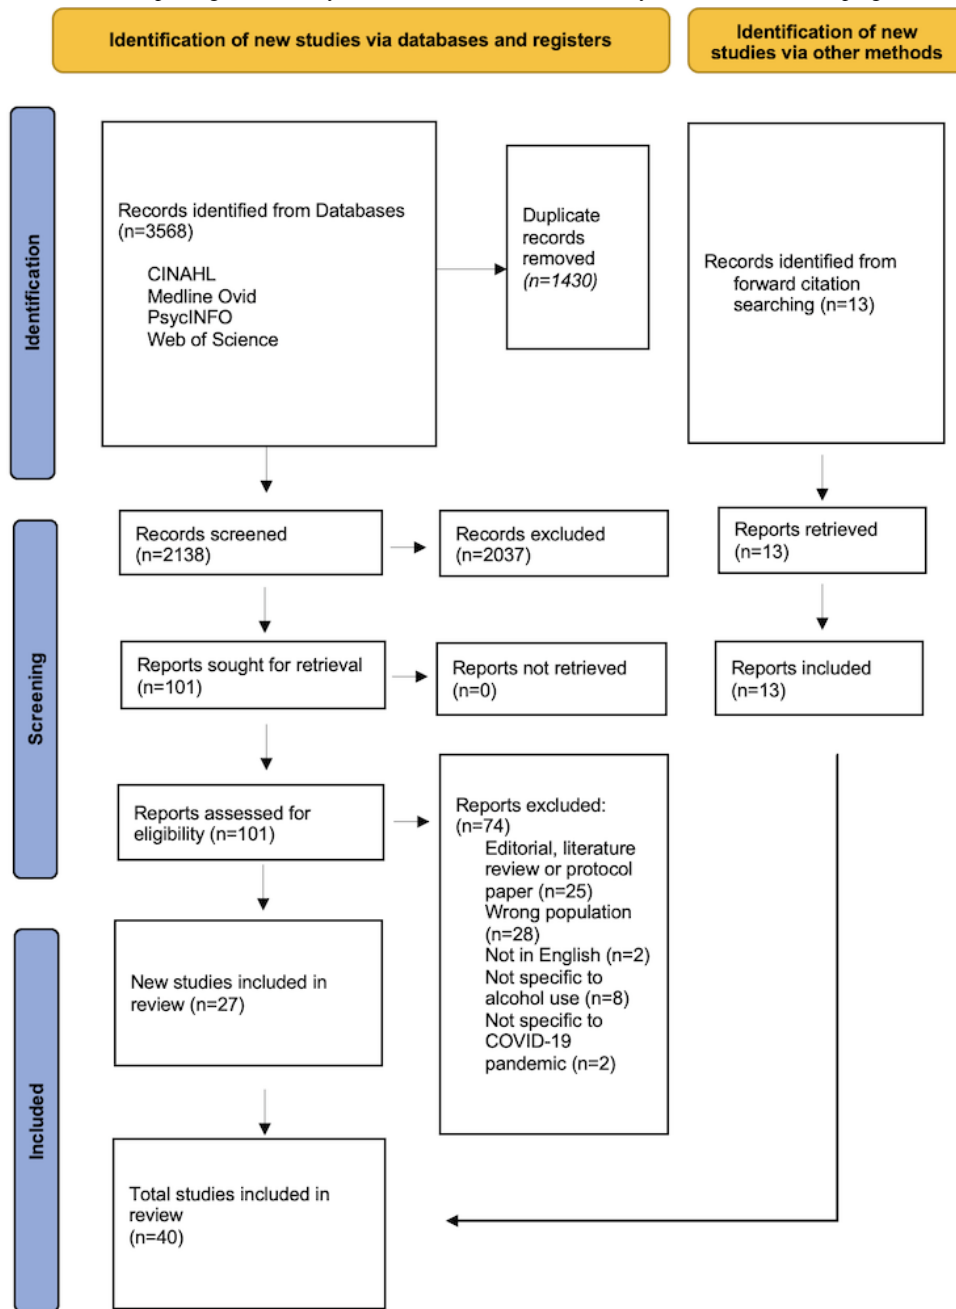 Identification of new studies via databases and registers
Identification of new
studies via other methods
Identification
Records identified from Databases
(n=3568)
CINAHL
Medline Ovid
PsycINFO
Web of Science
Duplicate
records
removed
(n=1430)
Records identified from
forward citation
searching (n=13)
Screening
Records screened
(n=2138)
Records excluded
(n=2037)
Reports retrieved
(n=13)
Reports sought for retrieval
(n=101)
Reports not retrieved
(n=0)
Reports included
(n=13)
Reports assessed for
eligibility (n=101)
Reports excluded:
(n=74)
Editorial, literature
review or protocol
paper (n=25)
Wrong population
(n=28)
Not in English (n=2)
Not specific to
alcohol use (n=8)
Not specific to
COVID-19
pandemic (n=2)
Included
New studies included in
review (n=27)
Total studies included in
review
(n=40)